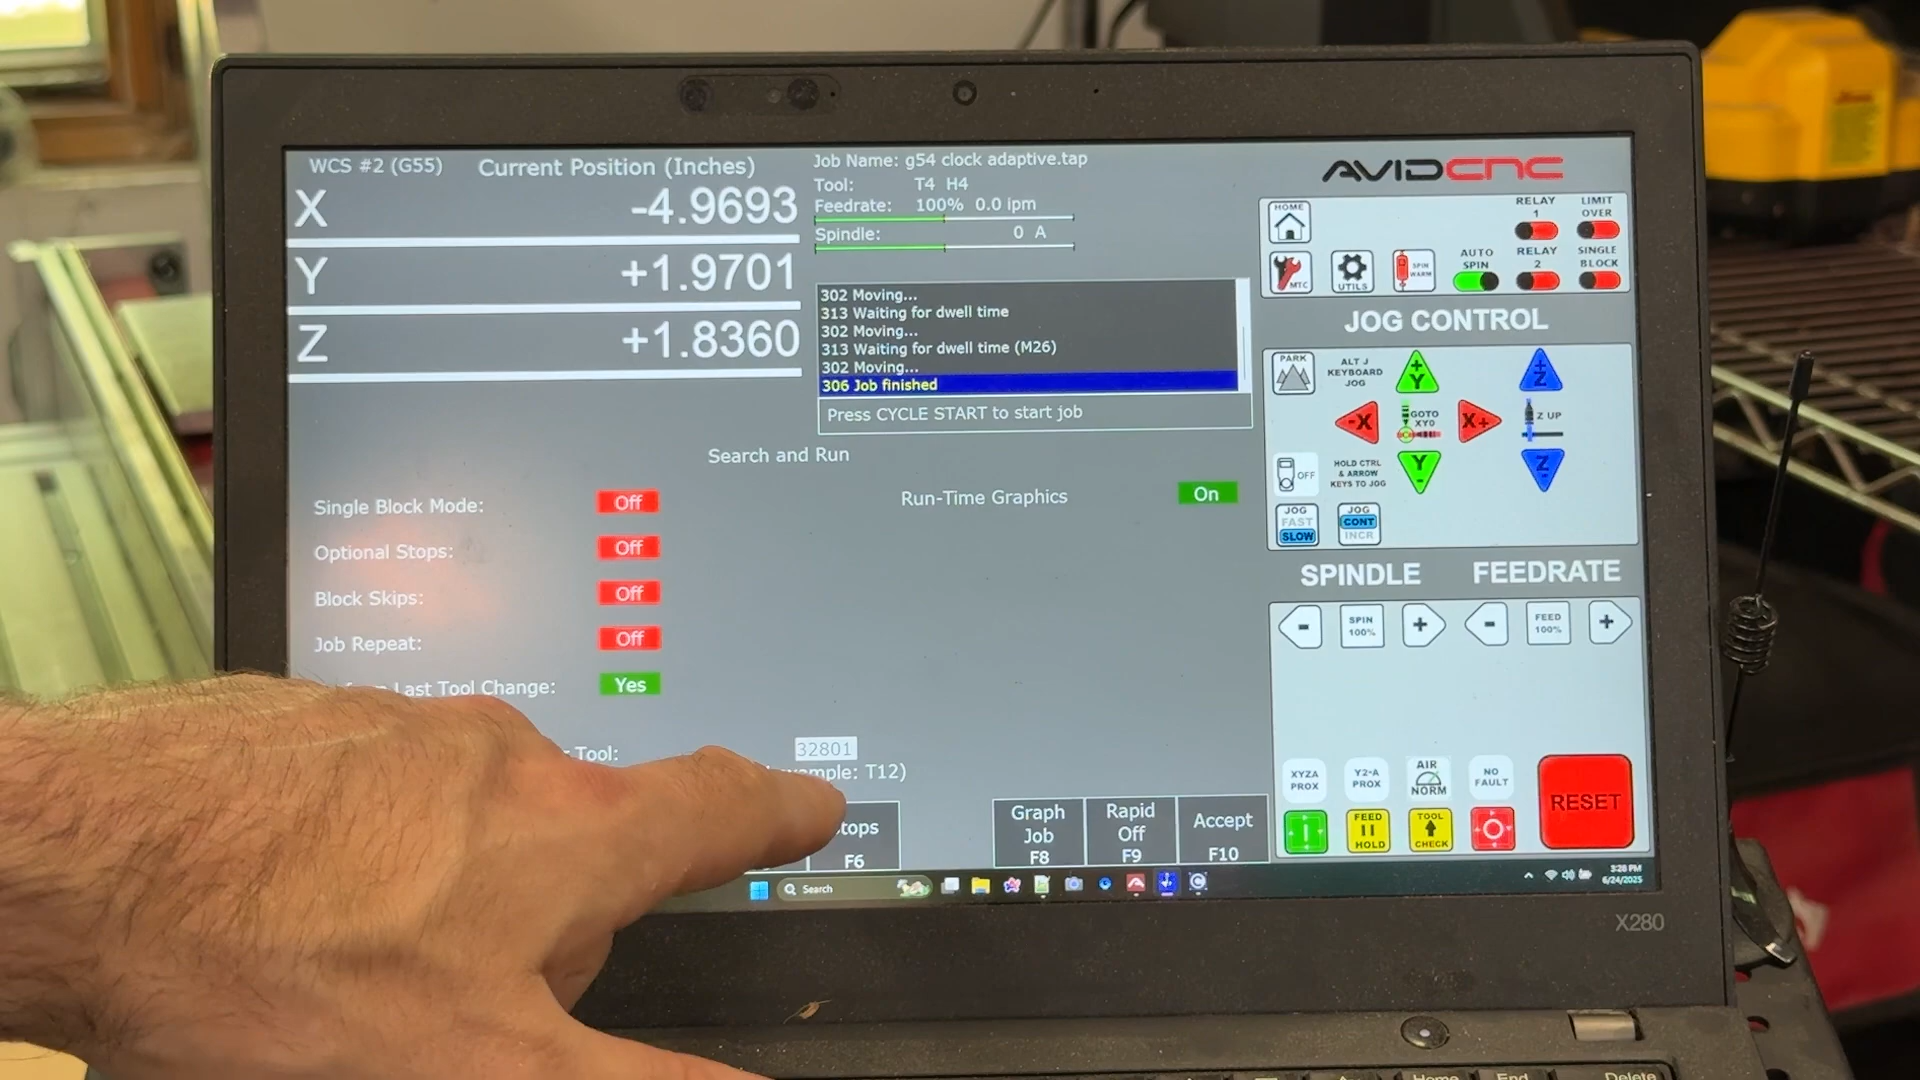 WCS #2 (G55)
Current Position (Inches)
X
-4.9693
Y
+1.9701
Z
+1.8360
Job Name: g54 clock adaptive.tap
Tool: T4 H4
Feedrate: 100% 0.0 ipm
Spindle: 0 A
302 Moving...
313 Waiting for dwell time
302 Moving...
313 Waiting for dwell time (M26)
302 Moving...
306 Job finished
Press CYCLE START to start job
Search and Run
Single Block Mode: Off
Optional Stops: Off
Block Skips: Off
Job Repeat: Off
Last Tool Change: Yes
Run-Time Graphics On
Tool: 32801
T12)
F6
Graph
Job
F8
Rapid
Off
F9
Accept
F10
AVIDCNC
HOME
MTC
UTILS
SPIN
WARM
AUTO
SPIN
RELAY
1
RELAY
2
LIMIT
OVER
SINGLE
BLOCK
JOG CONTROL
PARK
ALT J
KEYBOARD
JOG
+
Y
+
Z
-X
GOTO
XY0
X+
Z UP
OFF
HOLD CTRL
& ARROW
KEYS TO JOG
Y
-
Z
-
JOG
FAST
SLOW
JOG
CONT
INCR
SPINDLE
FEEDRATE
-
SPIN
100%
+
-
FEED
100%
+
XYZA
PROX
Y2-A
PROX
AIR
NORM
NO
FAULT
FEED
HOLD
TOOL
CHECK
RESET
Search
3:28 PM
6/24/2025
X280
Home
End
Delete